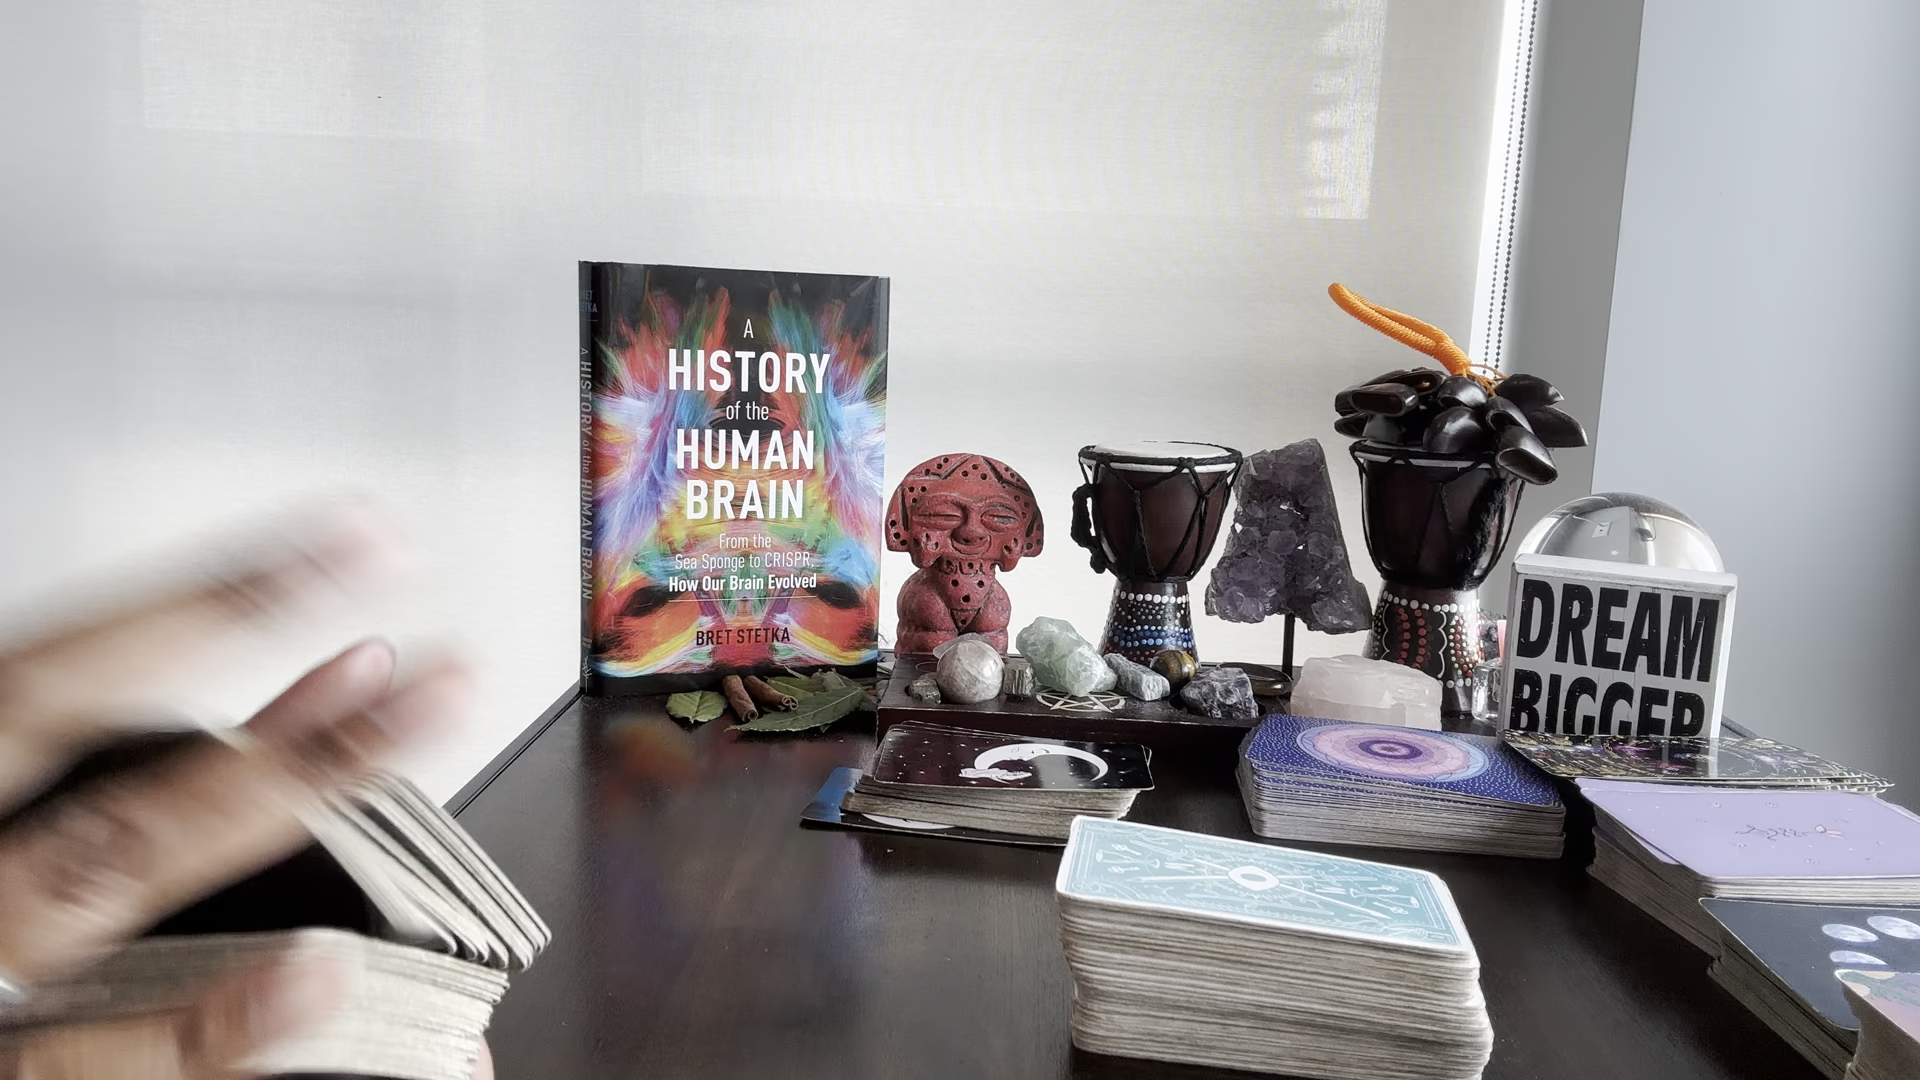 A
HISTORY
of the
HUMAN
BRAIN
From the
Sea Sponge to CRISPR,
How Our Brain Evolved
BRET STETKA
A HISTORY of the HUMAN BRAIN
DREAM
BIGGER